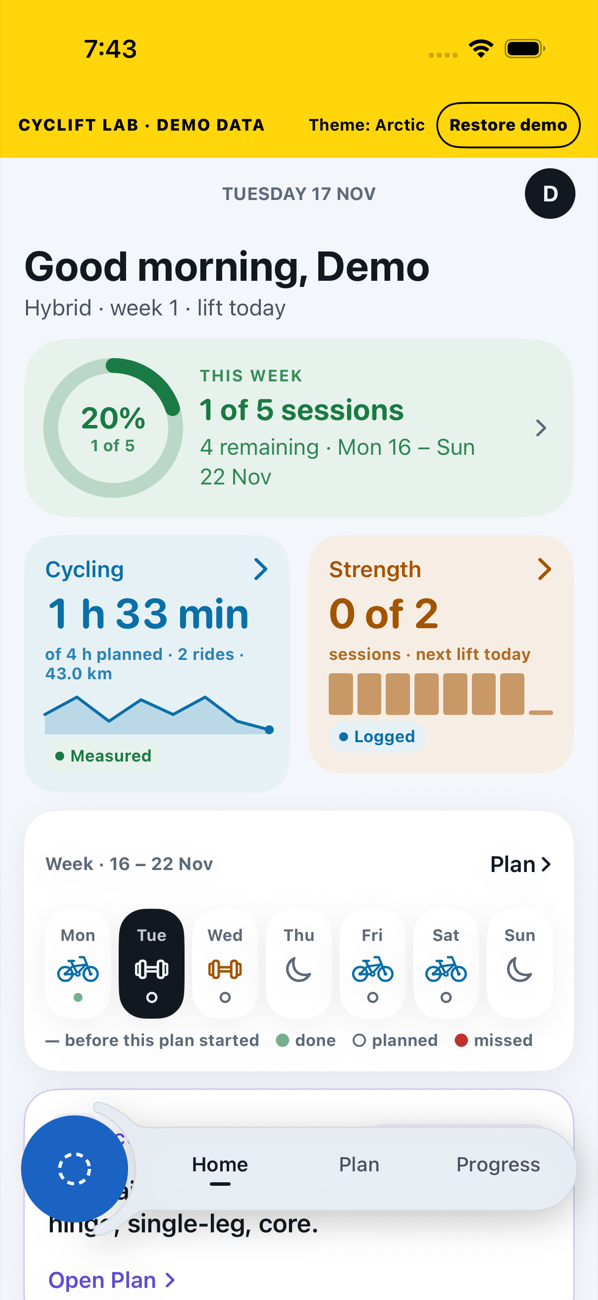 7:43
CYCLIFT LAB · DEMO DATA
Theme: Arctic
Restore demo
TUESDAY 17 NOV
D
Good morning, Demo
Hybrid · week 1 · lift today
20%
1 of 5
THIS WEEK
1 of 5 sessions
4 remaining · Mon 16 – Sun
22 Nov
Cycling
1 h 33 min
of 4 h planned · 2 rides ·
43.0 km
Measured
Strength
0 of 2
sessions · next lift today
Logged
Week · 16 – 22 Nov
Plan
Mon
Tue
Wed
Thu
Fri
Sat
Sun
— before this plan started
done
planned
missed
Home
Plan
Progress
hinge, single-leg, core.
Open Plan